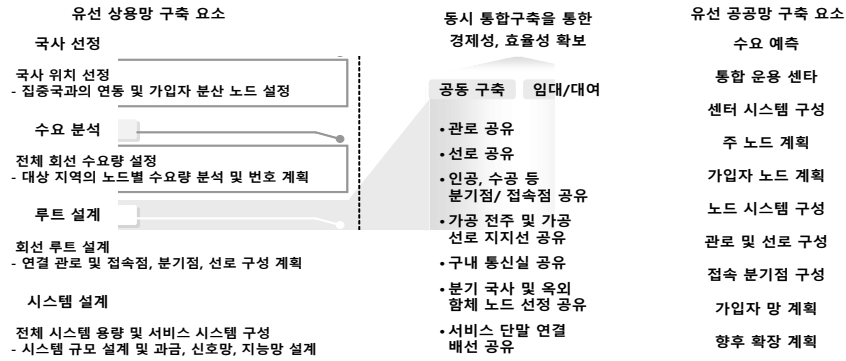 유선 상용망 구축 요소
국사 선정
국사 위치 선정
- 집중국과의 연동 및 가입자 분산 노드 설정
수요 분석
전체 회선 수요량 설정
- 대상 지역의 노드별 수요량 분석 및 번호 계획
루트 설계
회선 루트 설계
- 연결 관로 및 접속점, 분기점, 선로 구성 계획
시스템 설계
전체 시스템 용량 및 서비스 시스템 구성
- 시스템 규모 설계 및 과금, 신호망, 지능망 설계
동시 통합구축을 통한
경제성, 효율성 확보
공동 구축 임대/대여
• 관로 공유
• 선로 공유
• 인공, 수공 등
분기점/ 접속점 공유
• 가공 전주 및 가공
선로 지지선 공유
• 구내 통신실 공유
• 분기 국사 및 옥외
함체 노드 선정 공유
• 서비스 단말 연결
배선 공유
유선 공공망 구축 요소
수요 예측
통합 운용 센타
센터 시스템 구성
주 노드 계획
가입자 노드 계획
노드 시스템 구성
관로 및 선로 구성
접속 분기점 구성
가입자 망 계획
향후 확장 계획